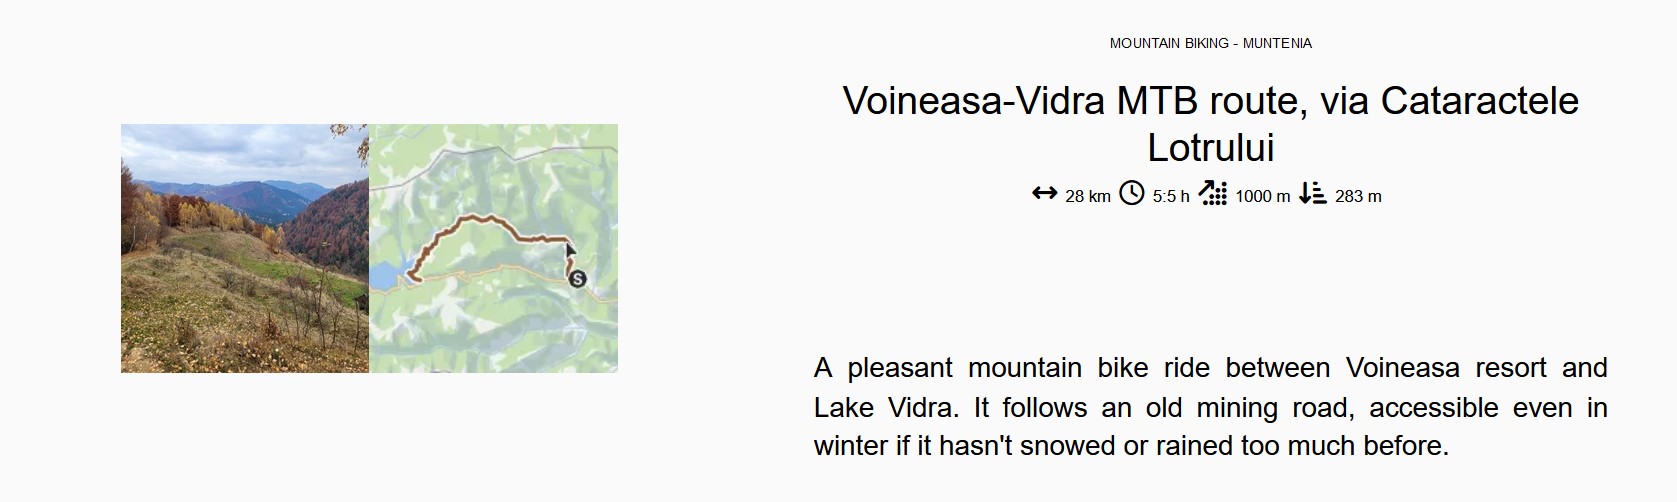 MOUNTAIN BIKING - MUNTENIA
Voineasa-Vidra MTB route, via Cataractele
Lotrului
28 km 5:5 h 1000 m 283 m
S
A pleasant mountain bike ride between Voineasa resort and
Lake Vidra. It follows an old mining road, accessible even in
winter if it hasn't snowed or rained too much before.